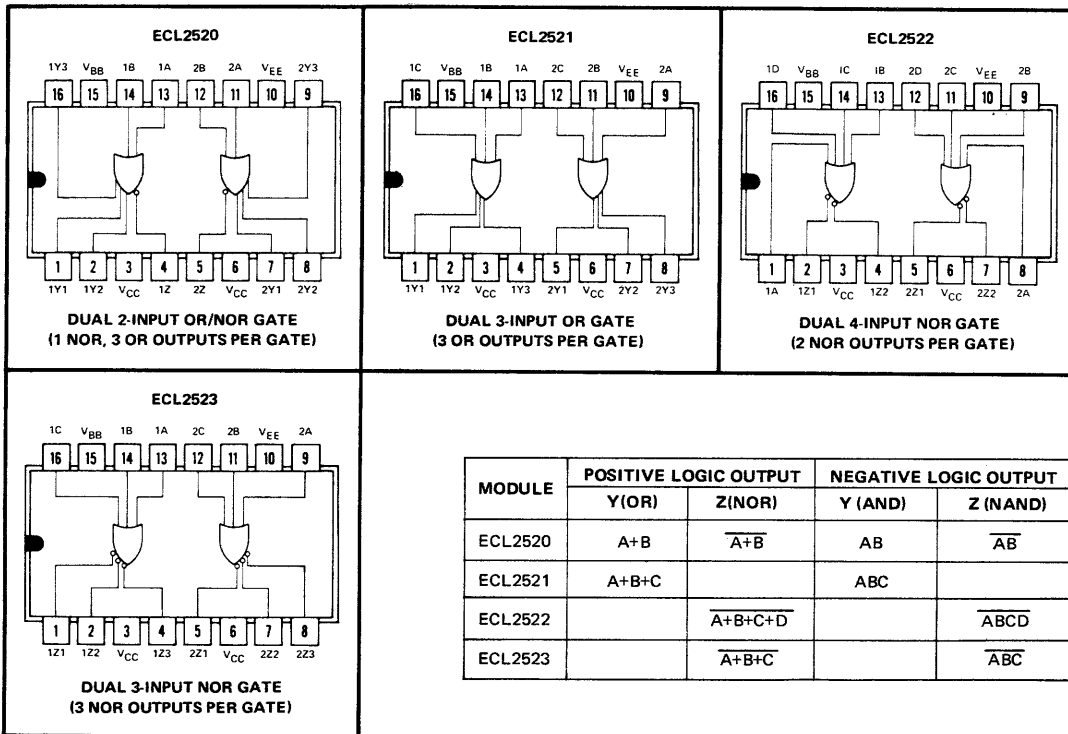 ECL2520
1Y3 VBB 1B 1A 2B 2A VEE 2Y3
16 15 14 13 12 11 10 9
1 2 3 4 5 6 7 8
1Y1 1Y2 VCC 1Z 2Z VCC 2Y1 2Y2
DUAL 2-INPUT OR/NOR GATE
(1 NOR, 3 OR OUTPUTS PER GATE)
ECL2521
1C VBB 1B 1A 2C 2B VEE 2A
16 15 14 13 12 11 10 9
1 2 3 4 5 6 7 8
1Y1 1Y2 VCC 1Y3 2Y1 VCC 2Y2 2Y3
DUAL 3-INPUT OR GATE
(3 OR OUTPUTS PER GATE)
ECL2522
1D VBB IC IB 2D 2C VEE 2B
16 15 14 13 12 11 10 9
1 2 3 4 5 6 7 8
1A 1Z1 VCC 1Z2 2Z1 VCC 2Z2 2A
DUAL 4-INPUT NOR GATE
(2 NOR OUTPUTS PER GATE)
ECL2523
1C VBB 1B 1A 2C 2B VEE 2A
16 15 14 13 12 11 10 9
1 2 3 4 5 6 7 8
1Z1 1Z2 VCC 1Z3 2Z1 VCC 2Z2 2Z3
DUAL 3-INPUT NOR GATE
(3 NOR OUTPUTS PER GATE)
MODULE POSITIVE LOGIC OUTPUT NEGATIVE LOGIC OUTPUT
Y(OR) Z(NOR) Y (AND) Z (NAND)
ECL2520 A+B A̅+̅B̅ AB A̅B̅
ECL2521 A+B+C ABC
ECL2522 A̅+̅B̅+̅C̅+̅D̅ A̅B̅C̅D̅
ECL2523 A̅+̅B̅+̅C̅ A̅B̅C̅